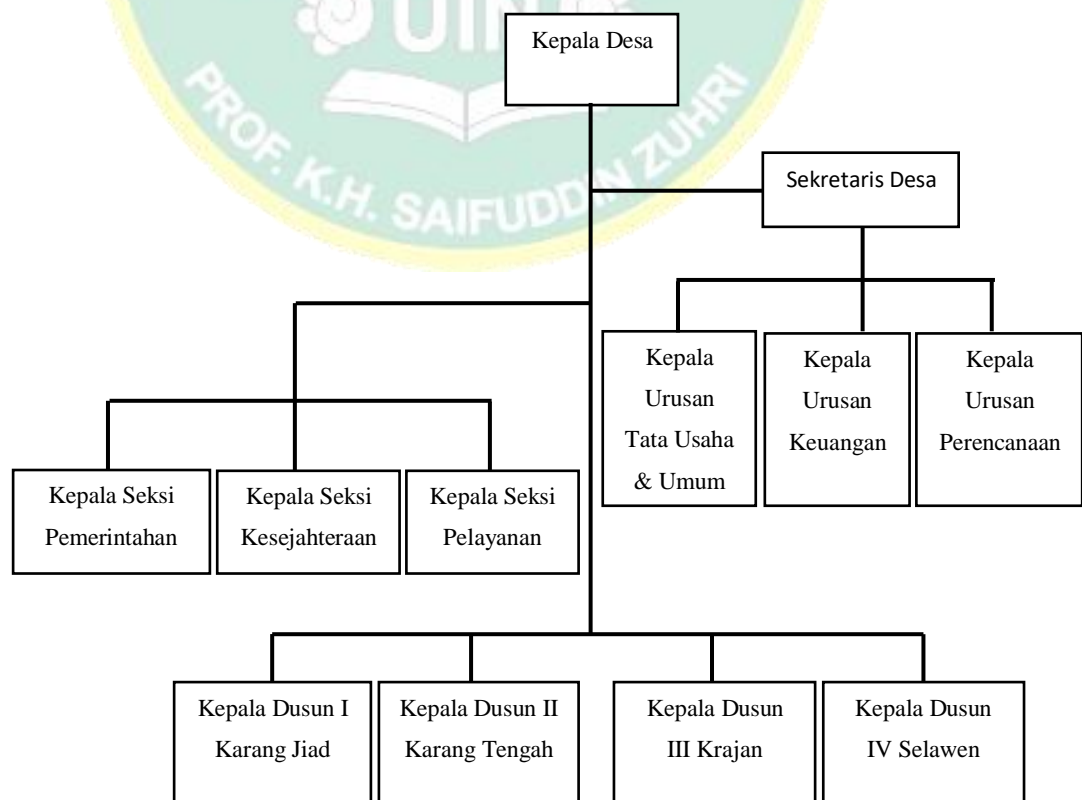 UIN
PROF. K.H. SAIFUDDIN ZUHRI
Kepala Desa
Sekretaris Desa
Kepala
Urusan
Tata Usaha
& Umum
Kepala
Urusan
Keuangan
Kepala
Urusan
Perencanaan
Kepala Seksi
Pemerintahan
Kepala Seksi
Kesejahteraan
Kepala Seksi
Pelayanan
Kepala Dusun I
Karang Jiad
Kepala Dusun II
Karang Tengah
Kepala Dusun
III Krajan
Kepala Dusun
IV Selawen